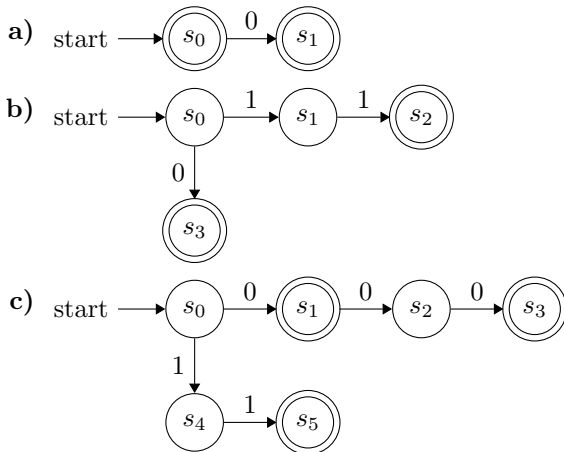 0
a) start s₀ s₁
1 1
b) start s₀ s₁ s₂
0
s₃
0 0 0
c) start s₀ s₁ s₂ s₃
1
1
s₄ s₅